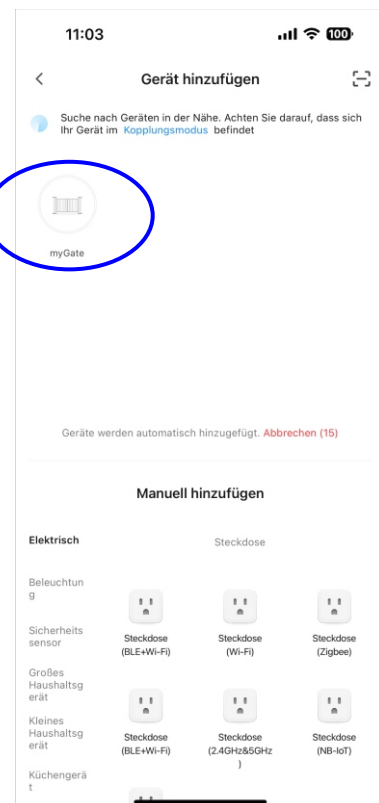 11:03
100
Gerät hinzufügen
Suche nach Geräten in der Nähe. Achten Sie darauf, dass sich
Ihr Gerät im Kopplungsmodus befindet
myGate
Geräte werden automatisch hinzugefügt. Abbrechen (15)
Manuell hinzufügen
Elektrisch
Steckdose
Beleuchtun
g
Sicherheits
sensor
Großes
Haushaltsg
erät
Kleines
Haushaltsg
erät
Küchengerä
t
Steckdose
(BLE+Wi-Fi)
Steckdose
(Wi-Fi)
Steckdose
(Zigbee)
Steckdose
(BLE+Wi-Fi)
Steckdose
(2.4GHz&5GHz
)
Steckdose
(NB-IoT)